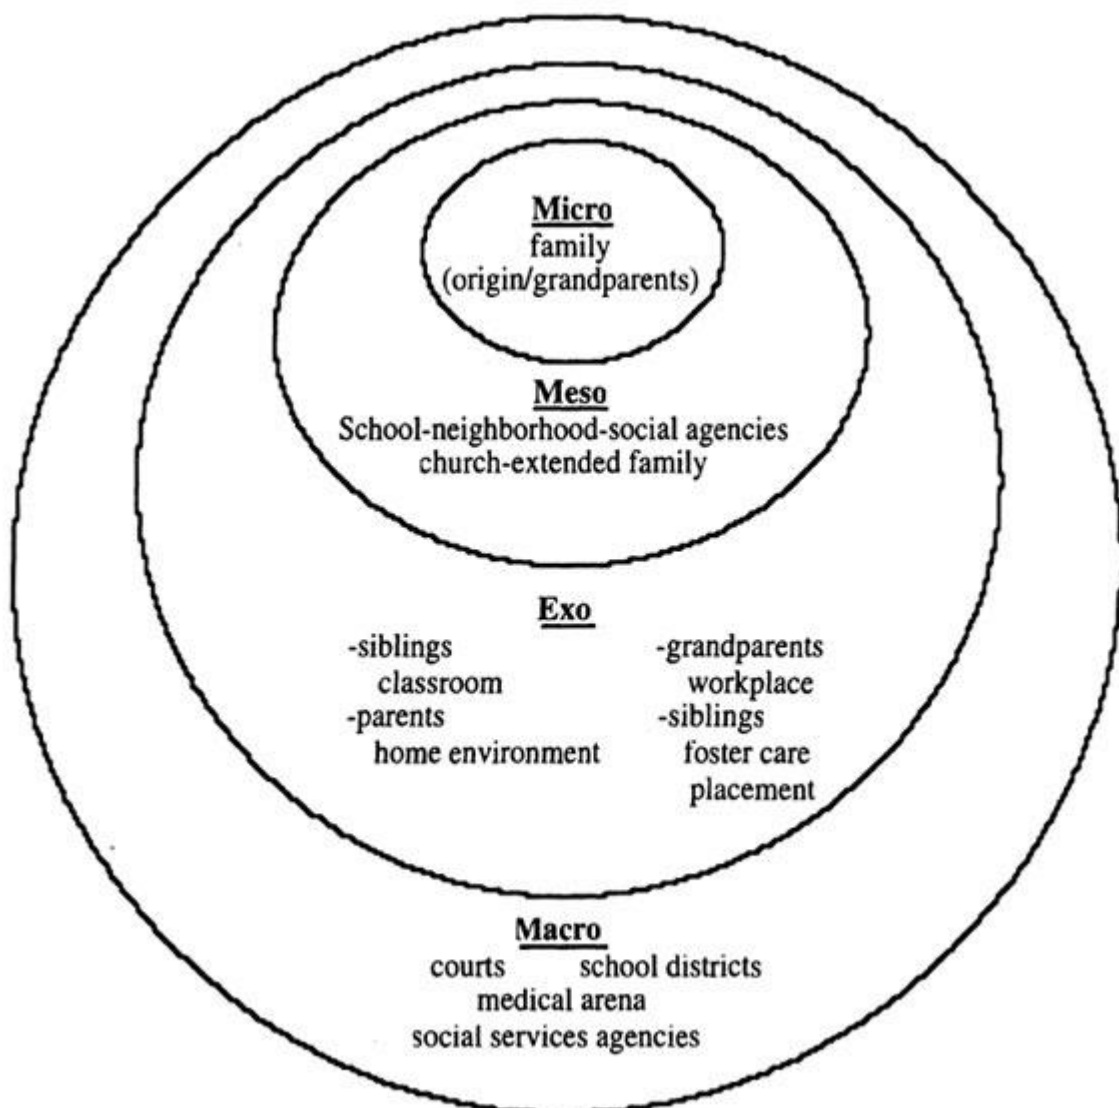 Micro
family
(origin/grandparents)
Meso
School-neighborhood-social agencies
church-extended family
Exo
-siblings
classroom
-parents
home environment
-grandparents
workplace
-siblings
foster care
placement
Macro
courts school districts
medical arena
social services agencies